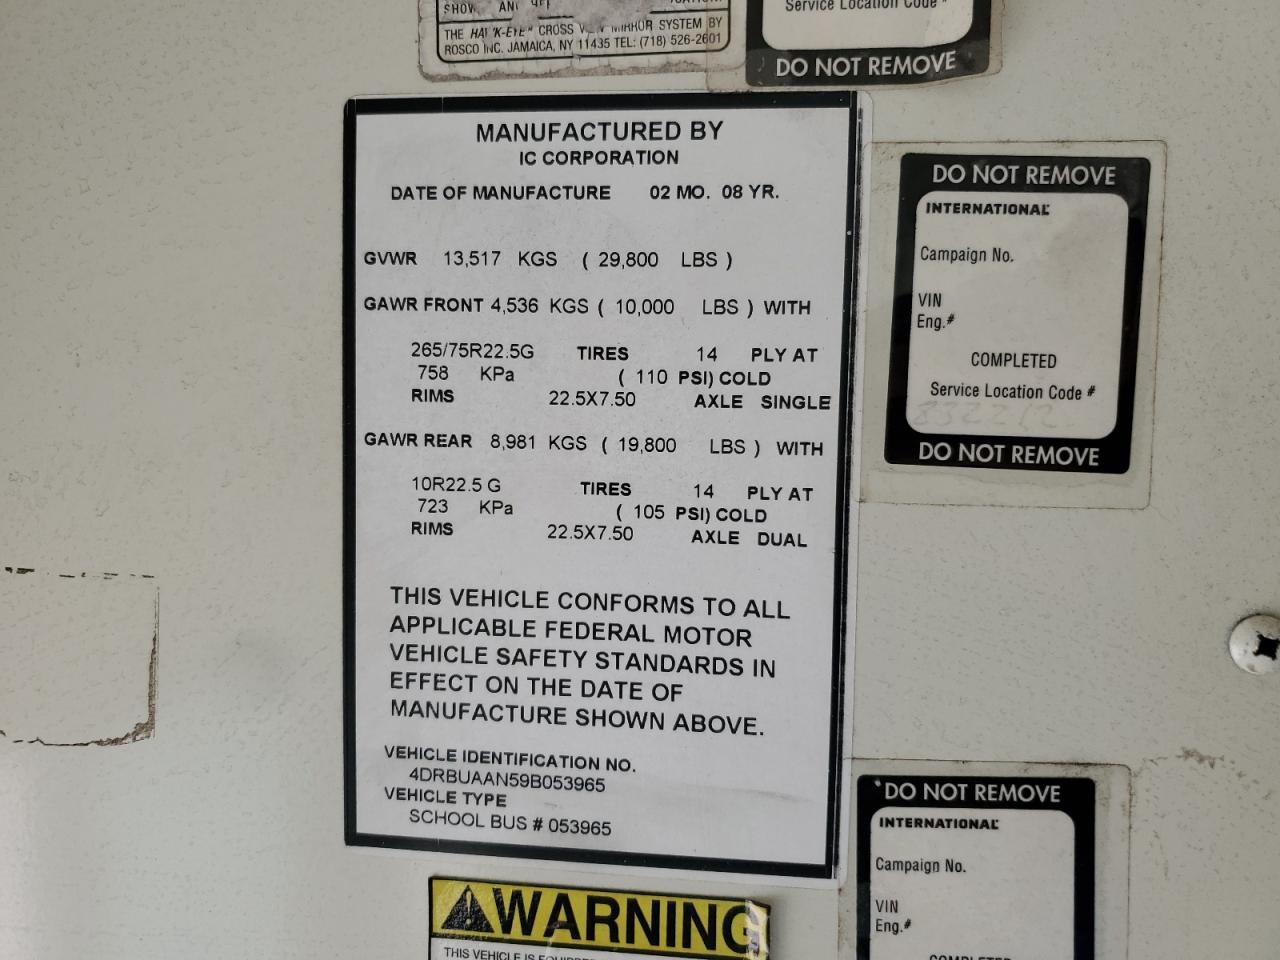 THE CROSS MIRROR SYSTEM BY
ROSCO INC. JAMAICA, NY 11435 TEL: (718) 526-2601
Service Location Code
DO NOT REMOVE
MANUFACTURED BY
IC CORPORATION
DATE OF MANUFACTURE 02 MO. 08 YR.
GVWR 13,517 KGS ( 29,800 LBS )
GAWR FRONT 4,536 KGS ( 10,000 LBS ) WITH
265/75R22.5G TIRES 14 PLY AT
758 KPa ( 110 PSI) COLD
RIMS 22.5X7.50 AXLE SINGLE
GAWR REAR 8,981 KGS ( 19,800 LBS ) WITH
10R22.5 G TIRES 14 PLY AT
723 KPa ( 105 PSI) COLD
RIMS 22.5X7.50 AXLE DUAL
THIS VEHICLE CONFORMS TO ALL
APPLICABLE FEDERAL MOTOR
VEHICLE SAFETY STANDARDS IN
EFFECT ON THE DATE OF
MANUFACTURE SHOWN ABOVE.
VEHICLE IDENTIFICATION NO.
4DRBUAAN59B053965
VEHICLE TYPE
SCHOOL BUS # 053965
DO NOT REMOVE
INTERNATIONAL
Campaign No.
VIN
Eng.#
COMPLETED
Service Location Code #
DO NOT REMOVE
DO NOT REMOVE
INTERNATIONAL
Campaign No.
VIN
Eng.#
COMPLETED
WARNING
THIS VEHICLE IS